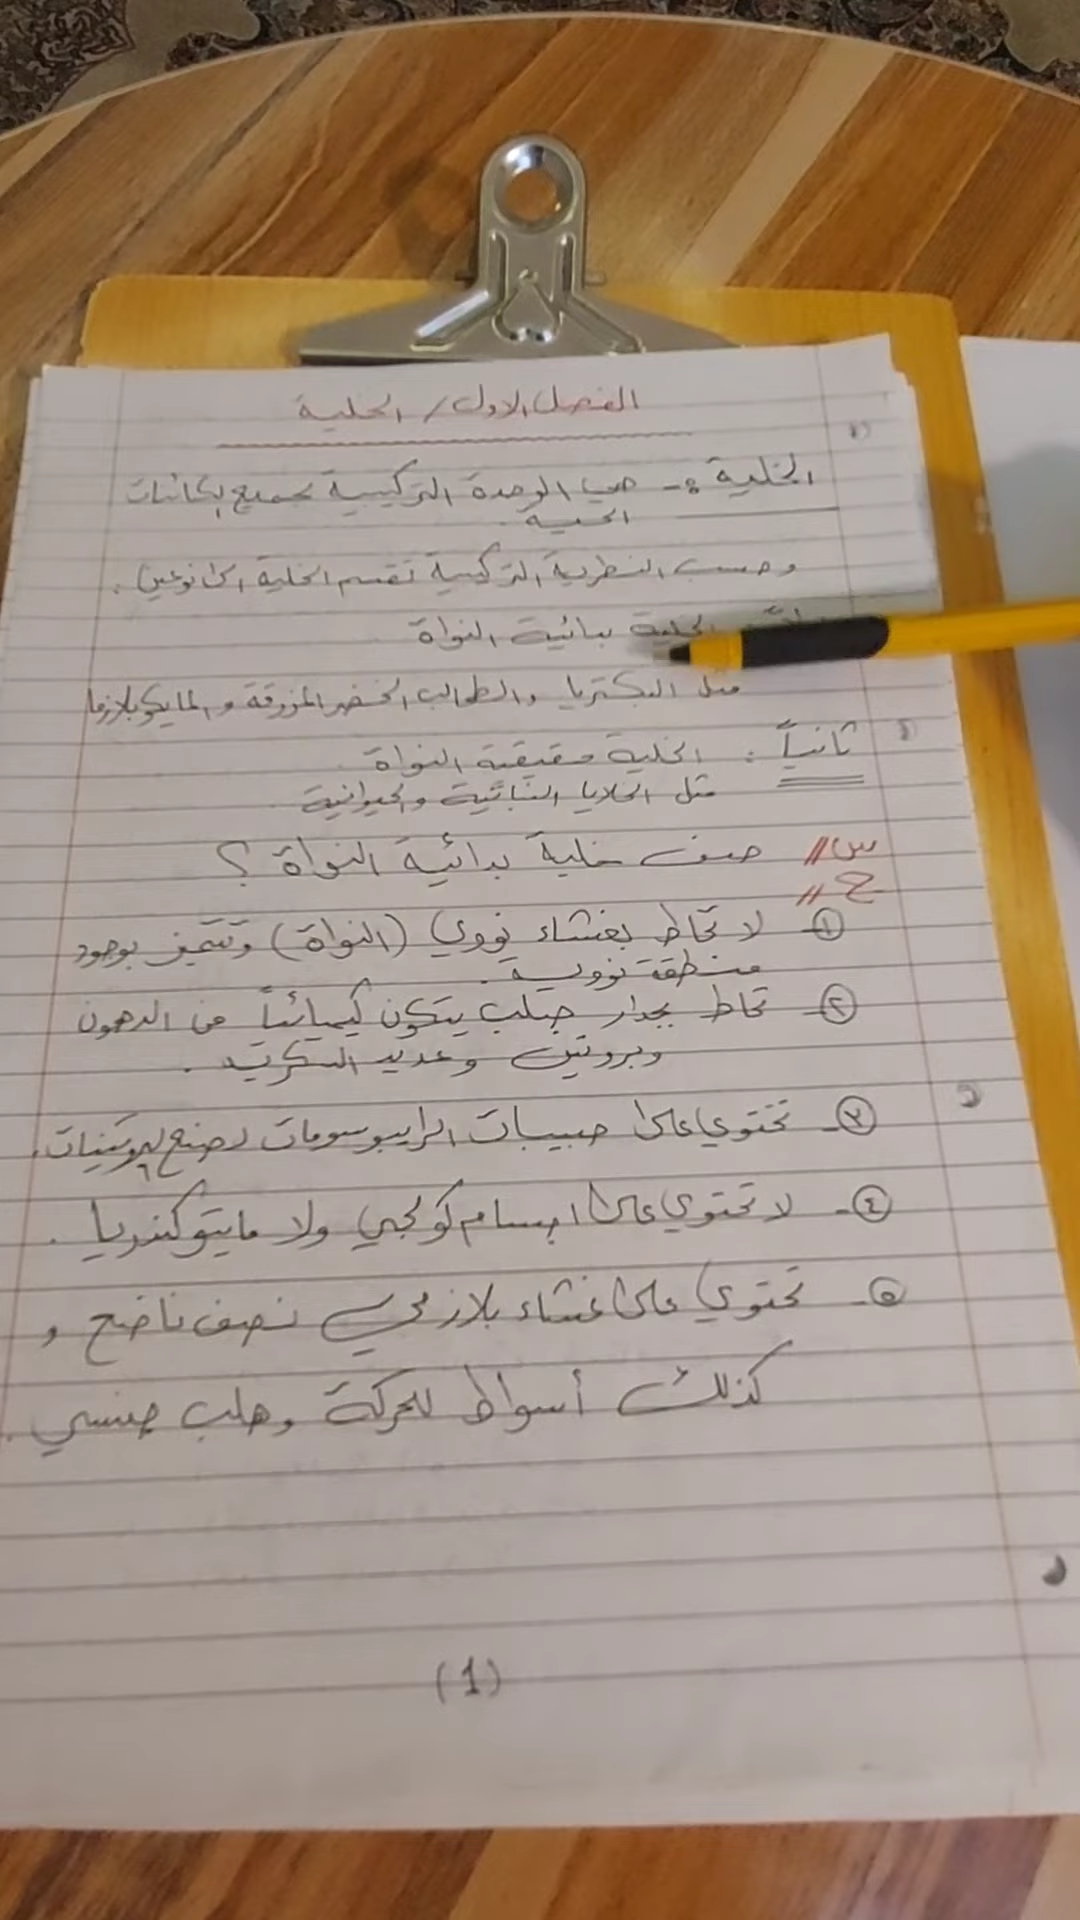 الفصل الاول / الخلية
الخلية :- هي الوحدة التركيبية لجميع الكائنات
الحية .
وحسب النظرية التركيبية تقسم الخلية الى نوعين .
الخلية بدائية النواة
مثل البكتريا والطحالب الخضر المزرقة والمايكوبلازما
ثانياً : الخلية حقيقية النواة
مثل الخلايا النباتية والحيوانية
س// صف خلية بدائية النواة ؟
ج//
①- لا تحاط بغشاء نووي (النواة) وتتميز بوجود
منطقة نووية .
②- تحاط بجدار صلب يتكون كيميائياً من الدهون
وبروتين وعديد السكريد .
③- تحتوي على حبيبات الرايبوسومات لصنع البروتينات .
④- لا تحتوي على اجسام كولجي ولا مايتوكندريا .
⑤- تحتوي على غشاء بلازمي نصف ناضح و
كذلك أسواط للحركة وهلب جنسي .
(1)